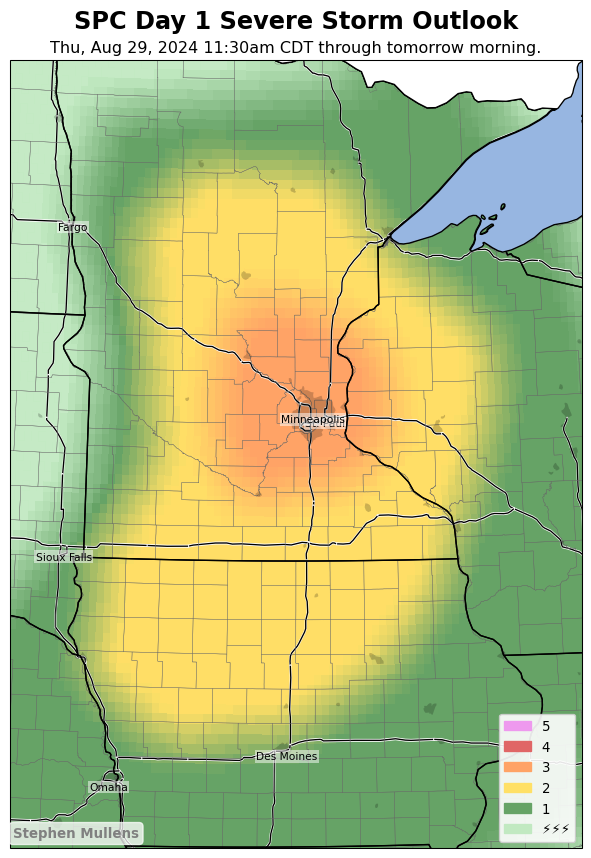 SPC Day 1 Severe Storm Outlook
Thu, Aug 29, 2024 11:30am CDT through tomorrow morning.
Fargo
Minneapolis
Sioux Falls
Des Moines
Omaha
5
4
3
2
1
⚡⚡⚡
Stephen Mullens